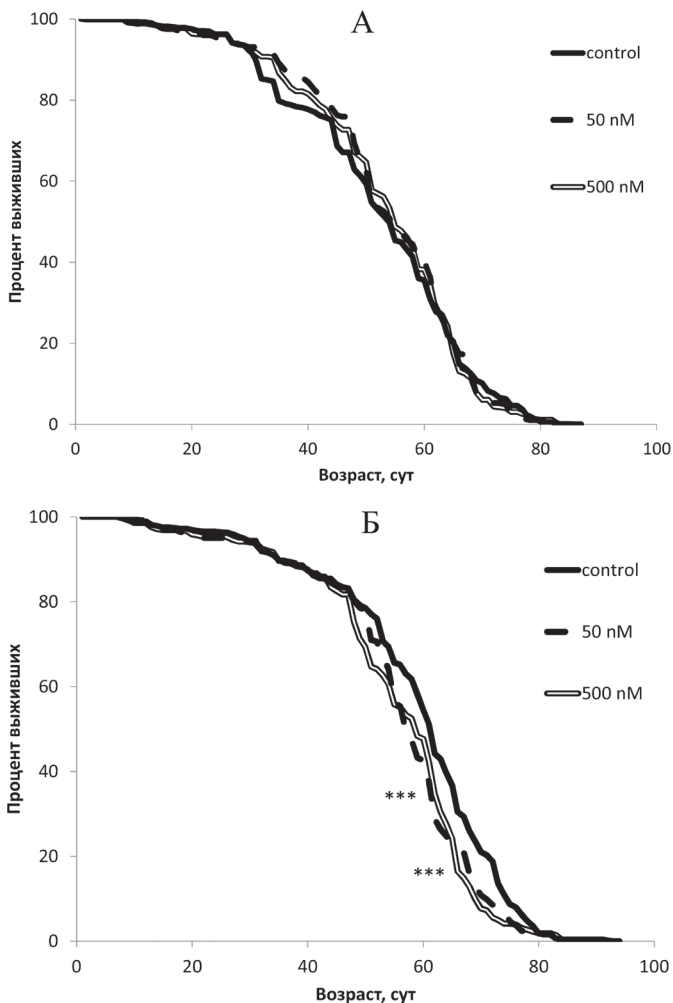 А
100
80
60
40
20
0
Процент выживших
control
50 nM
500 nM
0 20 40 60 80 100
Возраст, сут
Б
100
80
60
40
20
0
Процент выживших
control
50 nM
500 nM
***
***
0 20 40 60 80 100
Возраст, сут